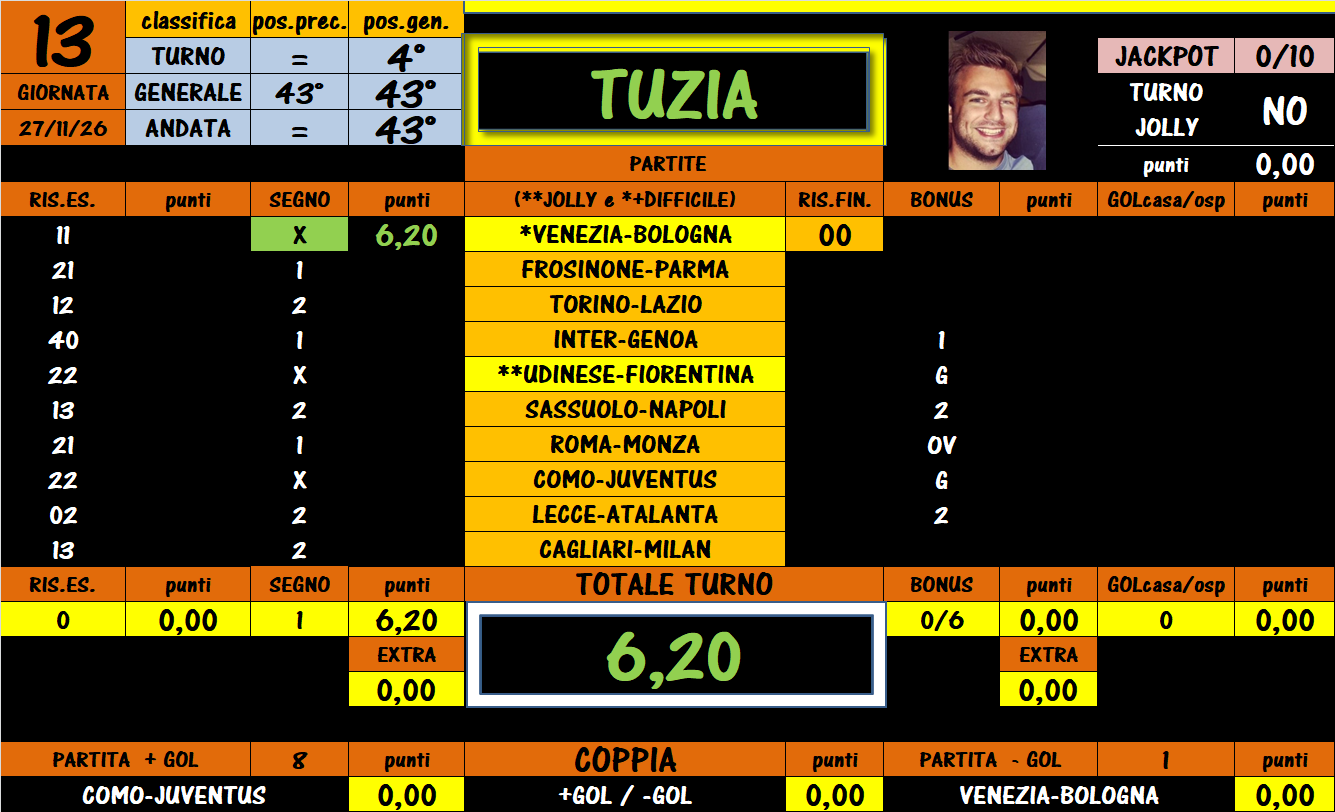 13 classifica pos.prec. pos.gen.
TURNO = 4°
GIORNATA GENERALE 43° 43°
27/11/26 ANDATA = 43°
TUZIA
JACKPOT 0/10
TURNO
JOLLY
NO
punti 0,00
PARTITE
RIS.ES. punti SEGNO punti (**JOLLY e *+DIFFICILE) RIS.FIN. BONUS punti GOLcasa/osp punti
11 X 6,20 *VENEZIA-BOLOGNA 00
21 1 FROSINONE-PARMA
12 2 TORINO-LAZIO
40 1 INTER-GENOA 1
22 X **UDINESE-FIORENTINA G
13 2 SASSUOLO-NAPOLI 2
21 1 ROMA-MONZA OV
22 X COMO-JUVENTUS G
02 2 LECCE-ATALANTA 2
13 2 CAGLIARI-MILAN
RIS.ES. punti SEGNO punti TOTALE TURNO BONUS punti GOLcasa/osp punti
0 0,00 1 6,20 0/6 0,00 0 0,00
EXTRA 6,20 EXTRA
0,00 0,00
PARTITA + GOL 8 punti COPPIA punti PARTITA - GOL 1 punti
COMO-JUVENTUS 0,00 +GOL / -GOL 0,00 VENEZIA-BOLOGNA 0,00